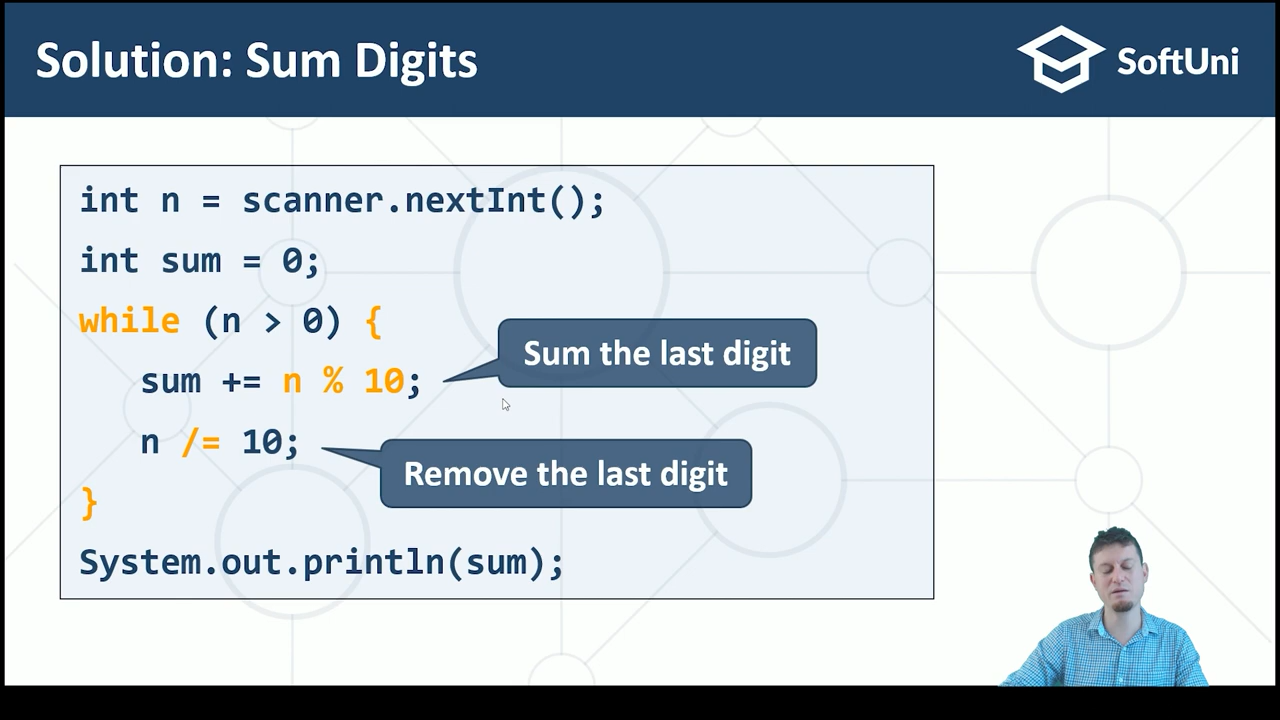 Solution: Sum Digits
SoftUni
int n = scanner.nextInt();
int sum = 0;
while (n > 0) {
sum += n % 10;
Sum the last digit
n /= 10;
Remove the last digit
}
System.out.println(sum);